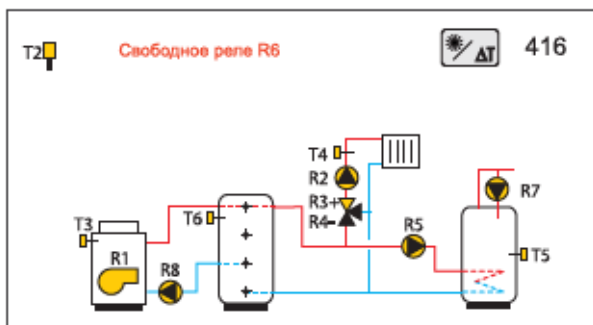 T2
Свободное реле R6
ΔT
416
T4
R2
R3+
R4-
R7
T3
T6
R5
R1
R8
T5